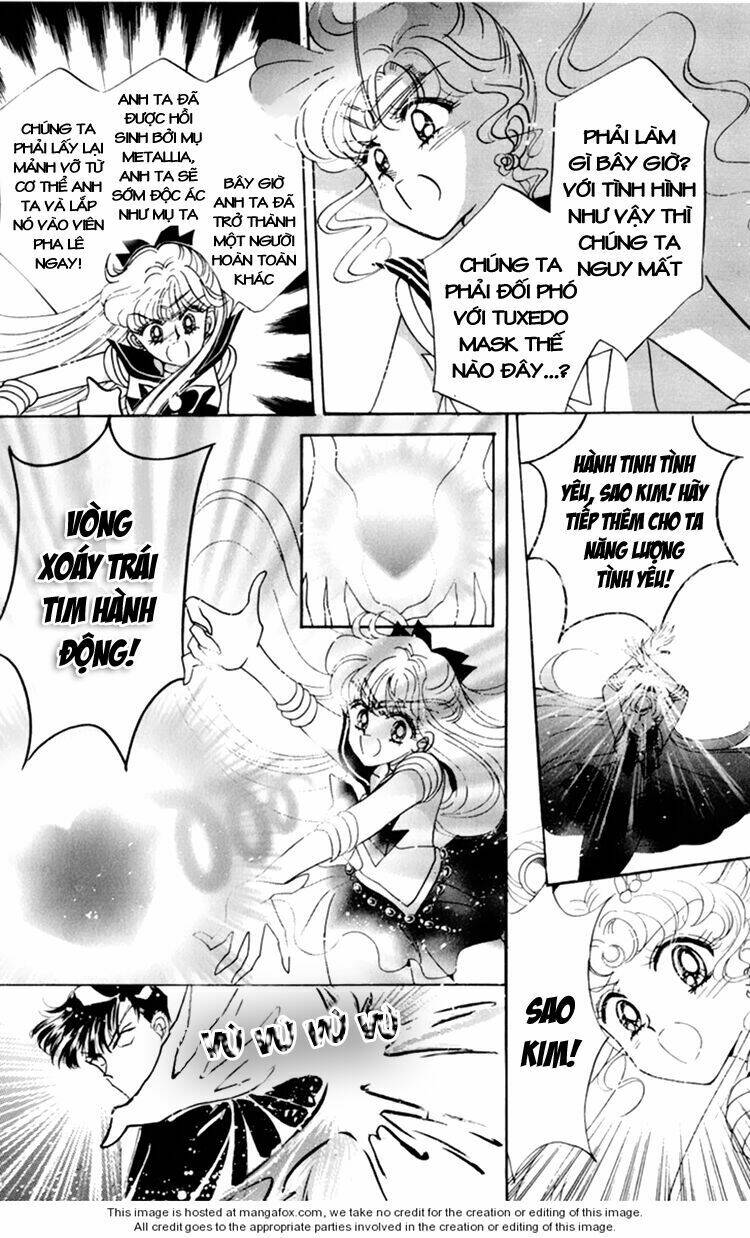 PHẢI LÀM
GÌ BÂY GIỜ?
VỚI TÌNH HÌNH
NHƯ VẬY THÌ
CHÚNG TA
NGUY MẤT
CHÚNG TA
PHẢI ĐỐI PHÓ
VỚI TUXEDO
MASK THẾ
NÀO ĐÂY...?
BÂY GIỜ
ANH TA ĐÃ
TRỞ THÀNH
MỘT NGƯỜI
HOÀN TOÀN
KHÁC
ANH TA ĐÃ
ĐƯỢC HỒI
SINH BỞI MỤ
METALLIA,
ANH TA SẼ
SỚM ĐỘC ÁC
NHƯ MỤ TA
CHÚNG TA
PHẢI LẤY LẠI
MẢNH VỠ TỪ
CƠ THỂ ANH
TA VÀ LẮP
NÓ VÀO VIÊN
PHA LÊ
NGAY!
HÀNH TINH TÌNH
YÊU, SAO KIM! HÃY
TIẾP THÊM CHO TA
NĂNG LƯỢNG
TÌNH YÊU!
VÒNG
XOÁY TRÁI
TIM HÀNH
ĐỘNG!
SAO
KIM!
VÙ VÙ VÙ VÙ
This image is hosted at mangafox.com, we take no credit for the creation or editing of this image.
All credit goes to the appropriate parties involved in the creation or editing of this image.